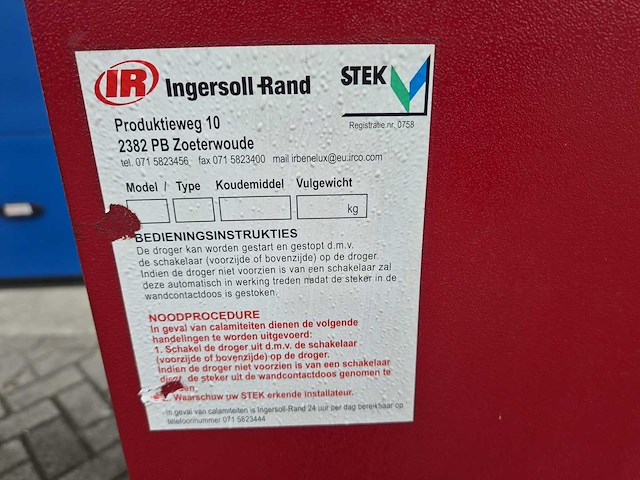 IR Ingersoll-Rand STEK
Registratie.nr. 0758
Produktieweg 10
2382 PB Zoeterwoude
tel. 071 5823456 fax 071 5823400 mail irbenelux@eu.irco.com
Model / Type Koudemiddel Vulgewicht
kg
BEDIENINGSINSTRUKTIES
De droger kan worden gestart en gestopt d.m.v.
de schakelaar (voorzijde of bovenzijde) op de droger.
Indien de droger niet voorzien is van een schakelaar zal
deze automatisch in werking treden nadat de steker in de
wandcontactdoos is gestoken.
NOODPROCEDURE
In geval van calamiteiten dienen de volgende
handelingen te worden uitgevoerd:
1. Schakel de droger uit d.m.v. de schakelaar
(voorzijde of bovenzijde) op de droger.
Indien de droger niet voorzien is van een schakelaar
de steker uit de wandcontactdoos genomen te
Waarschuw uw STEK erkende installateur.
In geval van calamiteiten is Ingersoll-Rand 24 uur per dag bereikbaar op
telefoonnummer 071 5823444